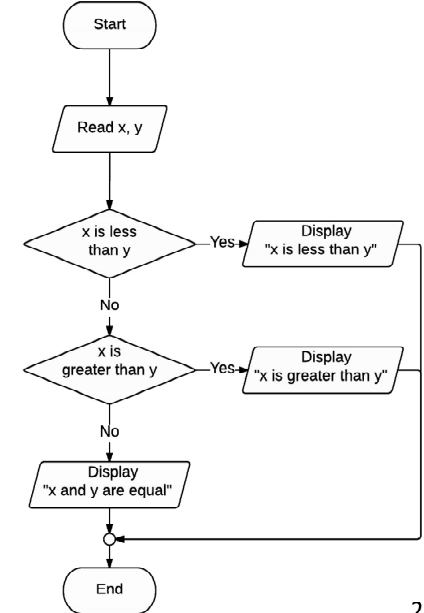 Start
Read x, y
x is less
than y
Yes
Display
"x is less than y"
No
x is
greater than y
Yes
Display
"x is greater than y"
No
Display
"x and y are equal"
End
2